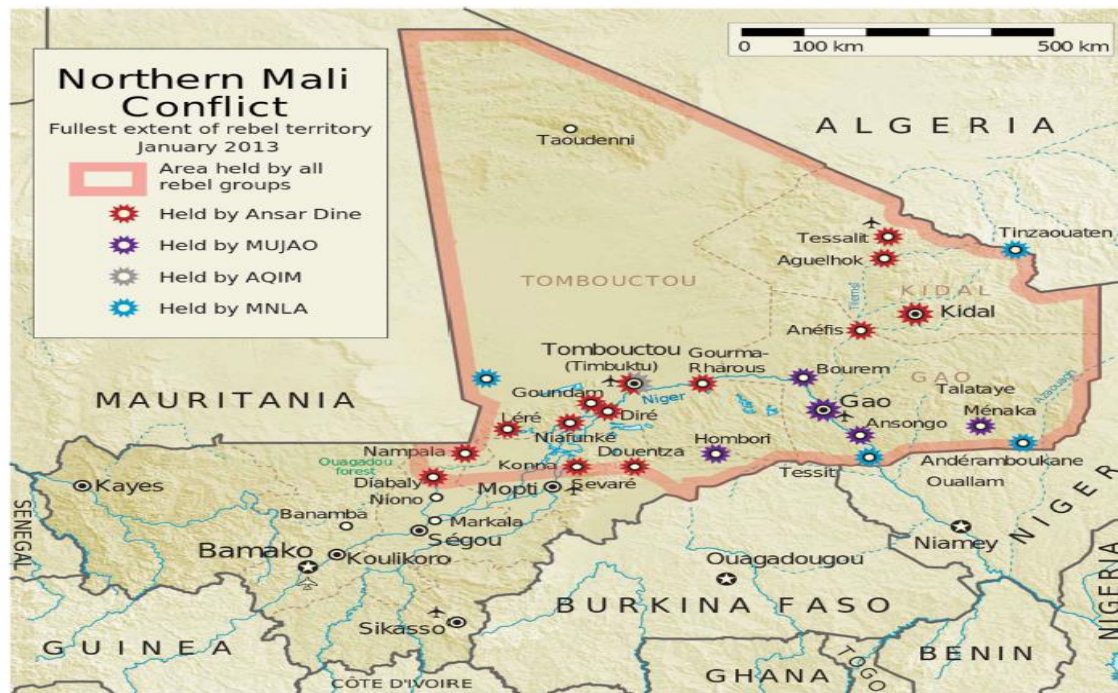 0 100 km 500 km
Northern Mali
Conflict
Fullest extent of rebel territory
January 2013
Area held by all
rebel groups
Held by Ansar Dine
Held by MUJAO
Held by AQIM
Held by MNLA
Taoudenni
ALGERIA
Tessalit
Tinzaouaten
Aguelhok
TOMBOUCTOU
KIDAL
Tilemsi
Kidal
Anéfis
Tombouctou
(Timbuktu)
Gourma-
Rharous
Bourem
GAO
MAURITANIA
Goundam
Niger
Talataye
Azaouagh
Léré
Diré
Gao
Ménaka
Niafunké
Ansongo
Nampala
Ouagadou
forest
Konna
Douentza
Hombori
Tessit
Andéramboukane
Kayes
Diabaly
Sevaré
Ouallam
Niono
Mopti
SENEGAL
Banamba
Markala
Ségou
NIGER
Bamako
Koulikoro
Niamey
Ouagadougou
BURKINA FASO
NIGERIA
Sikasso
GUINEA
BENIN
GHANA
TOGO
CÔTE D'IVOIRE